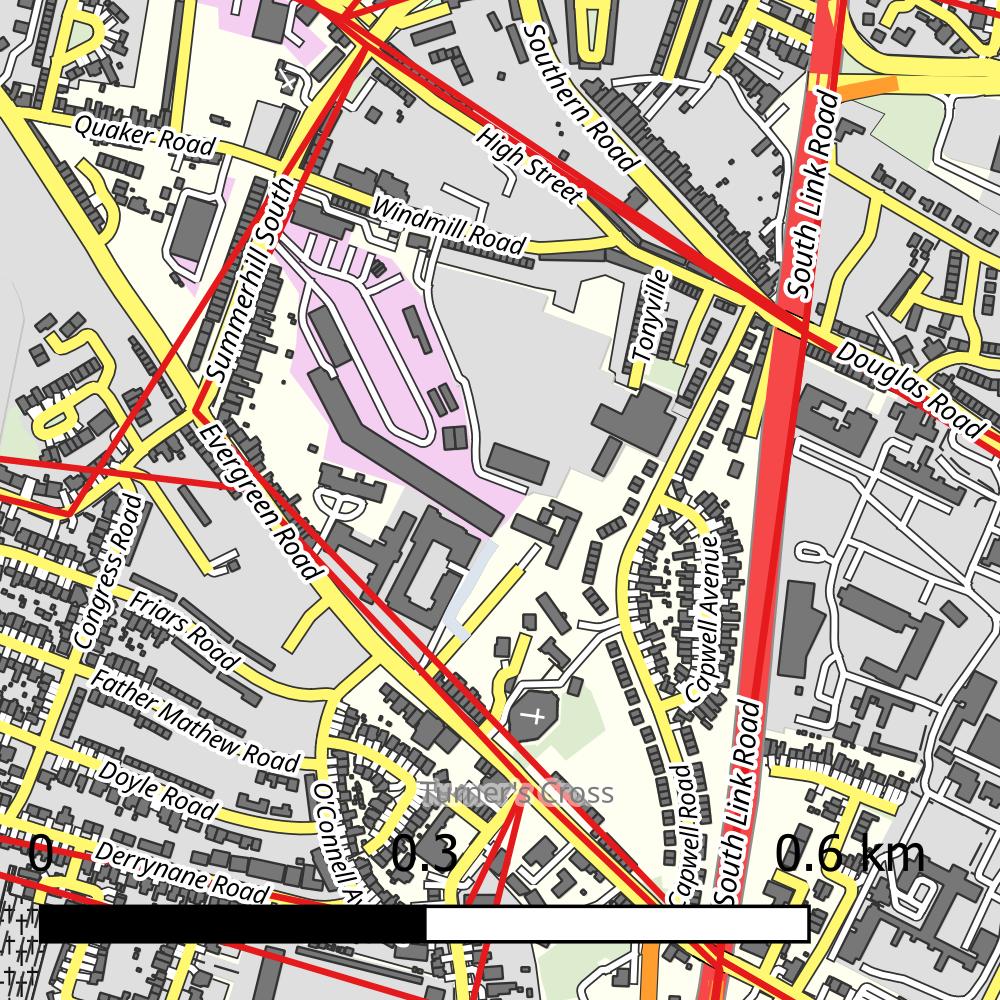 Quaker Road
Southern Road
High Street
South Link Road
Windmill Road
Summerhill South
Tonyville
Douglas Road
Evergreen Road
Congress Road
Friars Road
Capwell Avenue
Father Mathew Road
Doyle Road
O'Connell A
Turner's Cross
Capwell Road
South Link Road
Derrynane Road
0 0.3 0.6 km